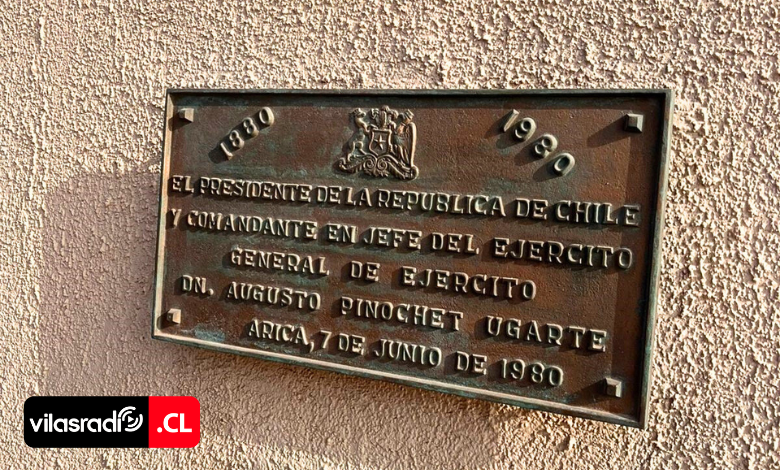 1880
1980
EL PRESIDENTE DE LA REPUBLICA DE CHILE
Y COMANDANTE EN JEFE DEL EJERCITO
GENERAL DE EJERCITO
DN. AUGUSTO PINOCHET UGARTE
ARICA, 7 DE JUNIO DE 1980
vilasradio .CL